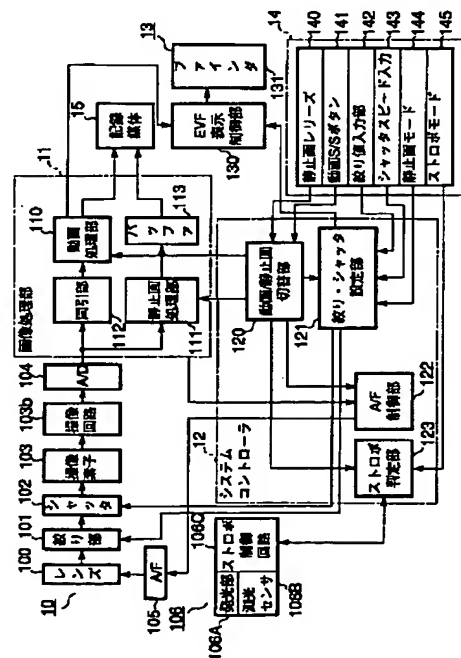 10
レンズ
100
絞り部
101
シャッタ
102
撮像
素子
103
撮像
回路
103b
A/D
104
A/F
105
106
106A
発光部
調光
センサ
106B
ストロボ
制御
回路
106C
画像処理部
11
間引部
112
動画
処理部
110
静止画
処理部
111
バッファ
113
記録
媒体
15
EVF
表示
制御部
130
ファインダ
131
13
システム
コントローラ
12
動画/静止画
切替部
120
絞り・シャッタ
設定部
121
A/F
制御部
122
ストロボ
判定部
123
14
静止画レリーズ
140
動画S/Sボタン
141
絞り値入力部
142
シャッタスピード入力
143
静止画モード
144
ストロボモード
145